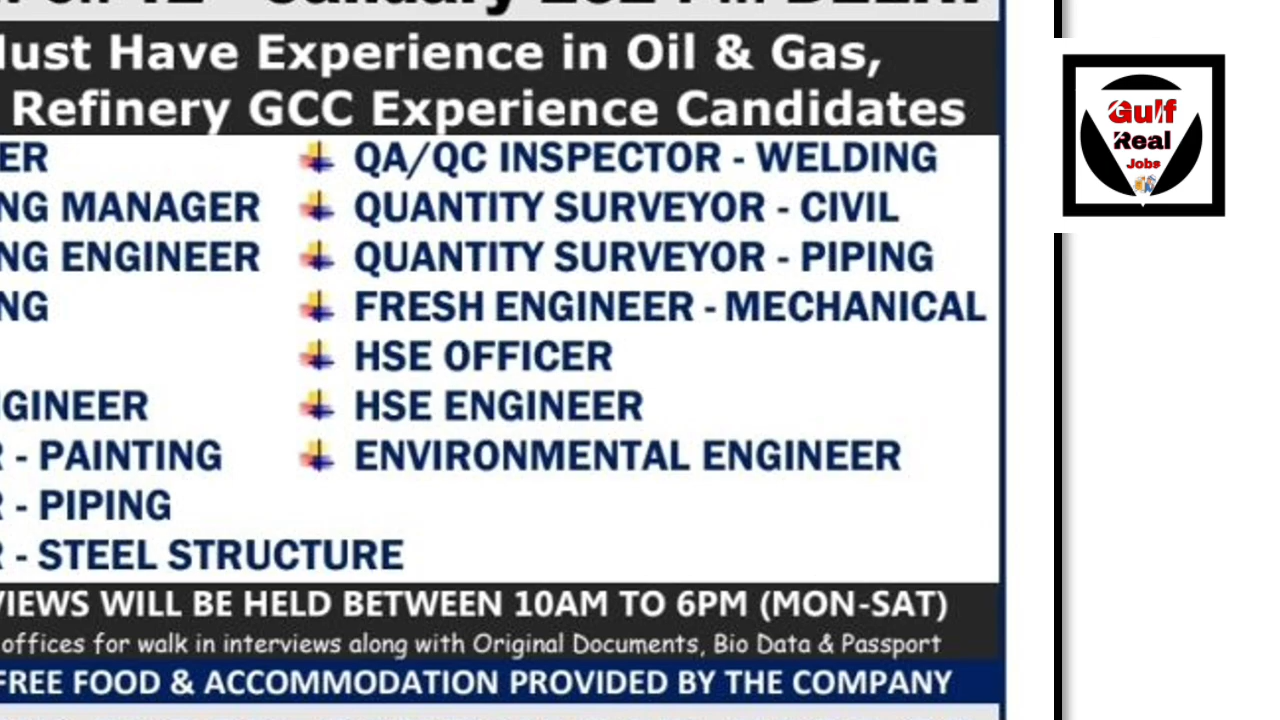 Must Have Experience in Oil & Gas,
Refinery GCC Experience Candidates
ER
NG MANAGER
NG ENGINEER
NG
GINEER
R - PAINTING
R - PIPING
R - STEEL STRUCTURE
QA/QC INSPECTOR - WELDING
QUANTITY SURVEYOR - CIVIL
QUANTITY SURVEYOR - PIPING
FRESH ENGINEER - MECHANICAL
HSE OFFICER
HSE ENGINEER
ENVIRONMENTAL ENGINEER
VIEWS WILL BE HELD BETWEEN 10AM TO 6PM (MON-SAT)
offices for walk in interviews along with Original Documents, Bio Data & Passport
FREE FOOD & ACCOMMODATION PROVIDED BY THE COMPANY
Gulf
Real
Jobs